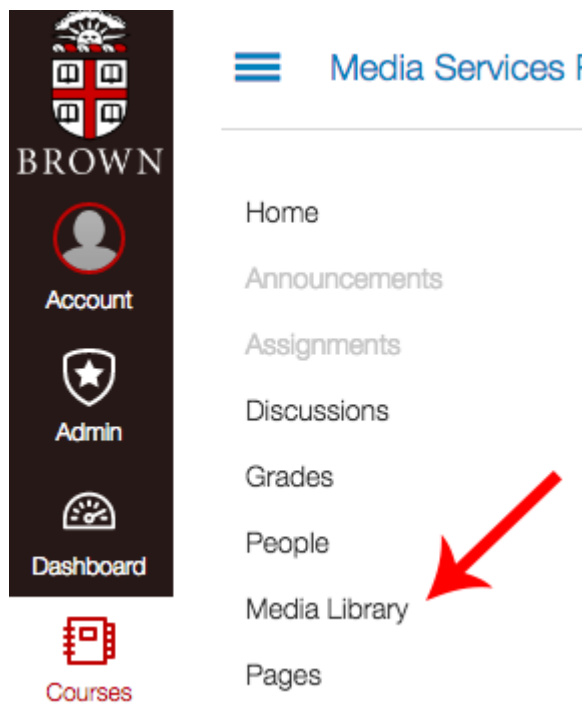 BROWN
Account
Admin
Dashboard
Courses
Media Services
Home
Announcements
Assignments
Discussions
Grades
People
Media Library
Pages